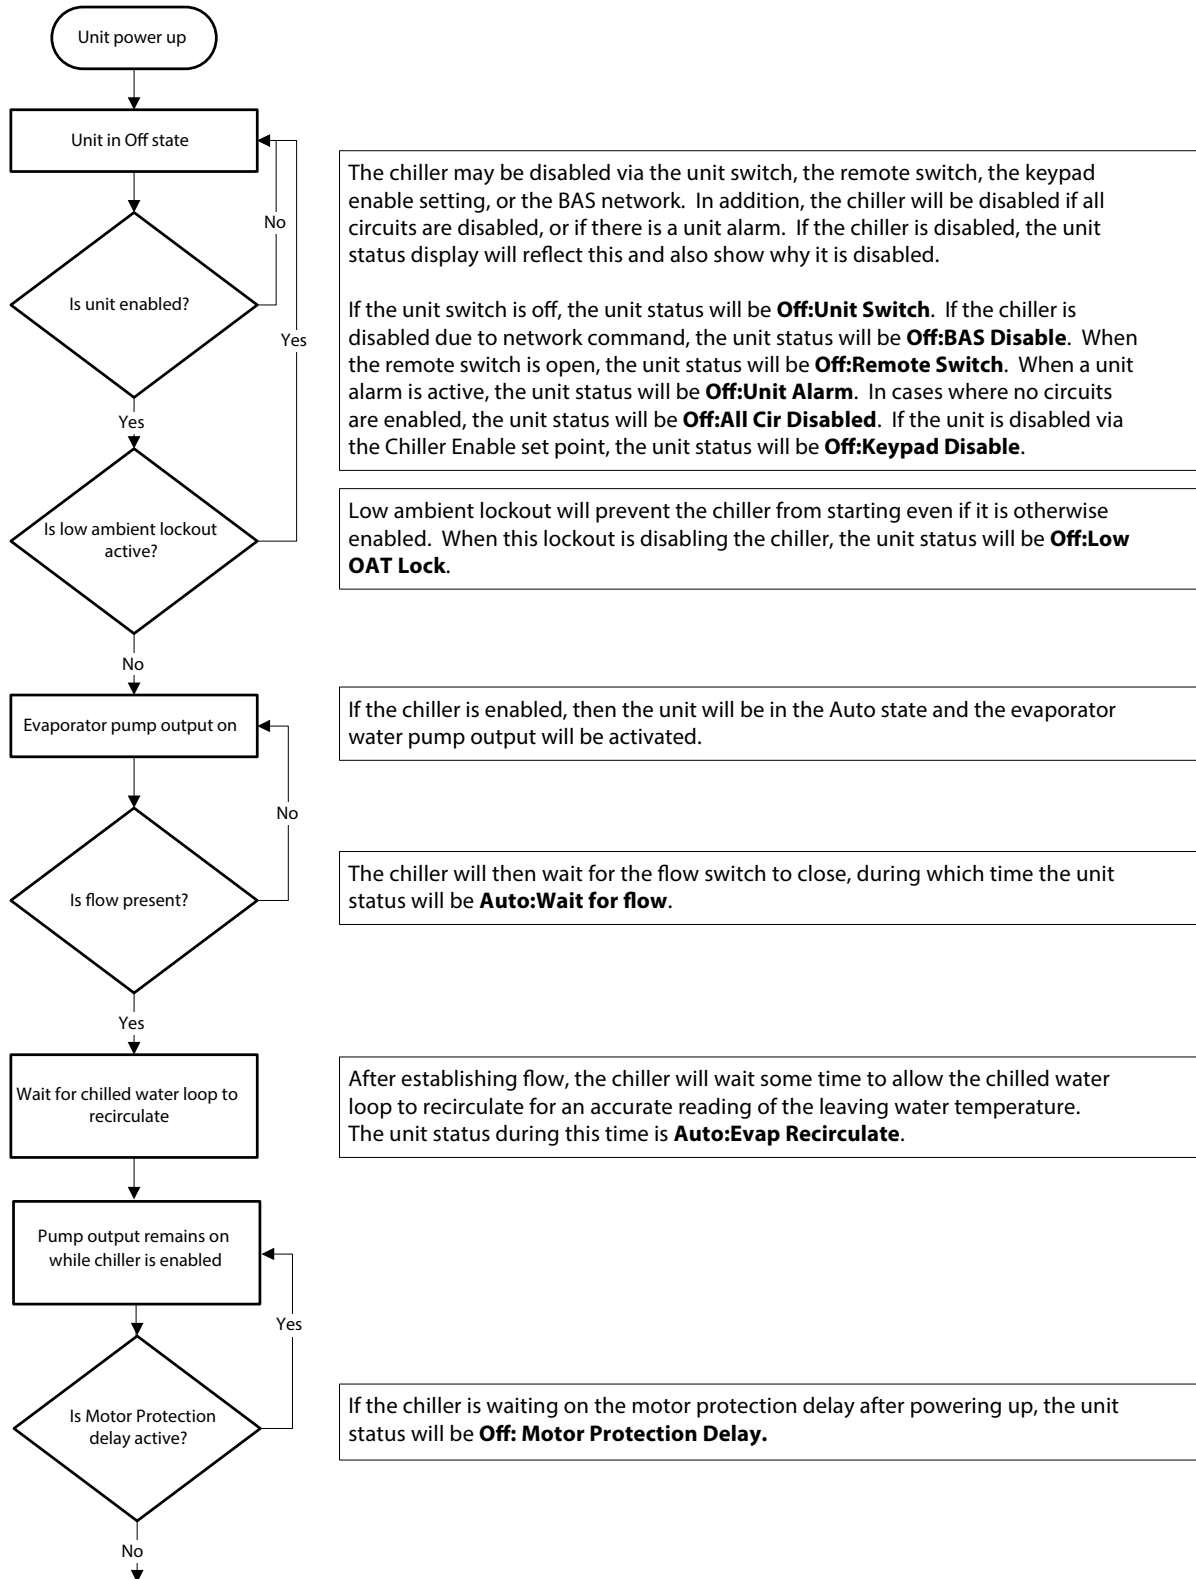 Unit power up
Unit in Off state
No
Is unit enabled?
Yes
Yes
The chiller may be disabled via the unit switch, the remote switch, the keypad
enable setting, or the BAS network.  In addition, the chiller will be disabled if all
circuits are disabled, or if there is a unit alarm.  If the chiller is disabled, the unit
status display will reflect this and also show why it is disabled.
If the unit switch is off, the unit status will be Off:Unit Switch.  If the chiller is
disabled due to network command, the unit status will be Off:BAS Disable.  When
the remote switch is open, the unit status will be Off:Remote Switch.  When a unit
alarm is active, the unit status will be Off:Unit Alarm.  In cases where no circuits
are enabled, the unit status will be Off:All Cir Disabled.  If the unit is disabled via
the Chiller Enable set point, the unit status will be Off:Keypad Disable.
Is low ambient lockout
active?
Low ambient lockout will prevent the chiller from starting even if it is otherwise
enabled.  When this lockout is disabling the chiller, the unit status will be Off:Low
OAT Lock.
No
Evaporator pump output on
If the chiller is enabled, then the unit will be in the Auto state and the evaporator
water pump output will be activated.
No
Is flow present?
The chiller will then wait for the flow switch to close, during which time the unit
status will be Auto:Wait for flow.
Yes
Wait for chilled water loop to
recirculate
After establishing flow, the chiller will wait some time to allow the chilled water
loop to recirculate for an accurate reading of the leaving water temperature.
The unit status during this time is Auto:Evap Recirculate.
Pump output remains on
while chiller is enabled
Yes
Is Motor Protection
delay active?
If the chiller is waiting on the motor protection delay after powering up, the unit
status will be Off: Motor Protection Delay.
No